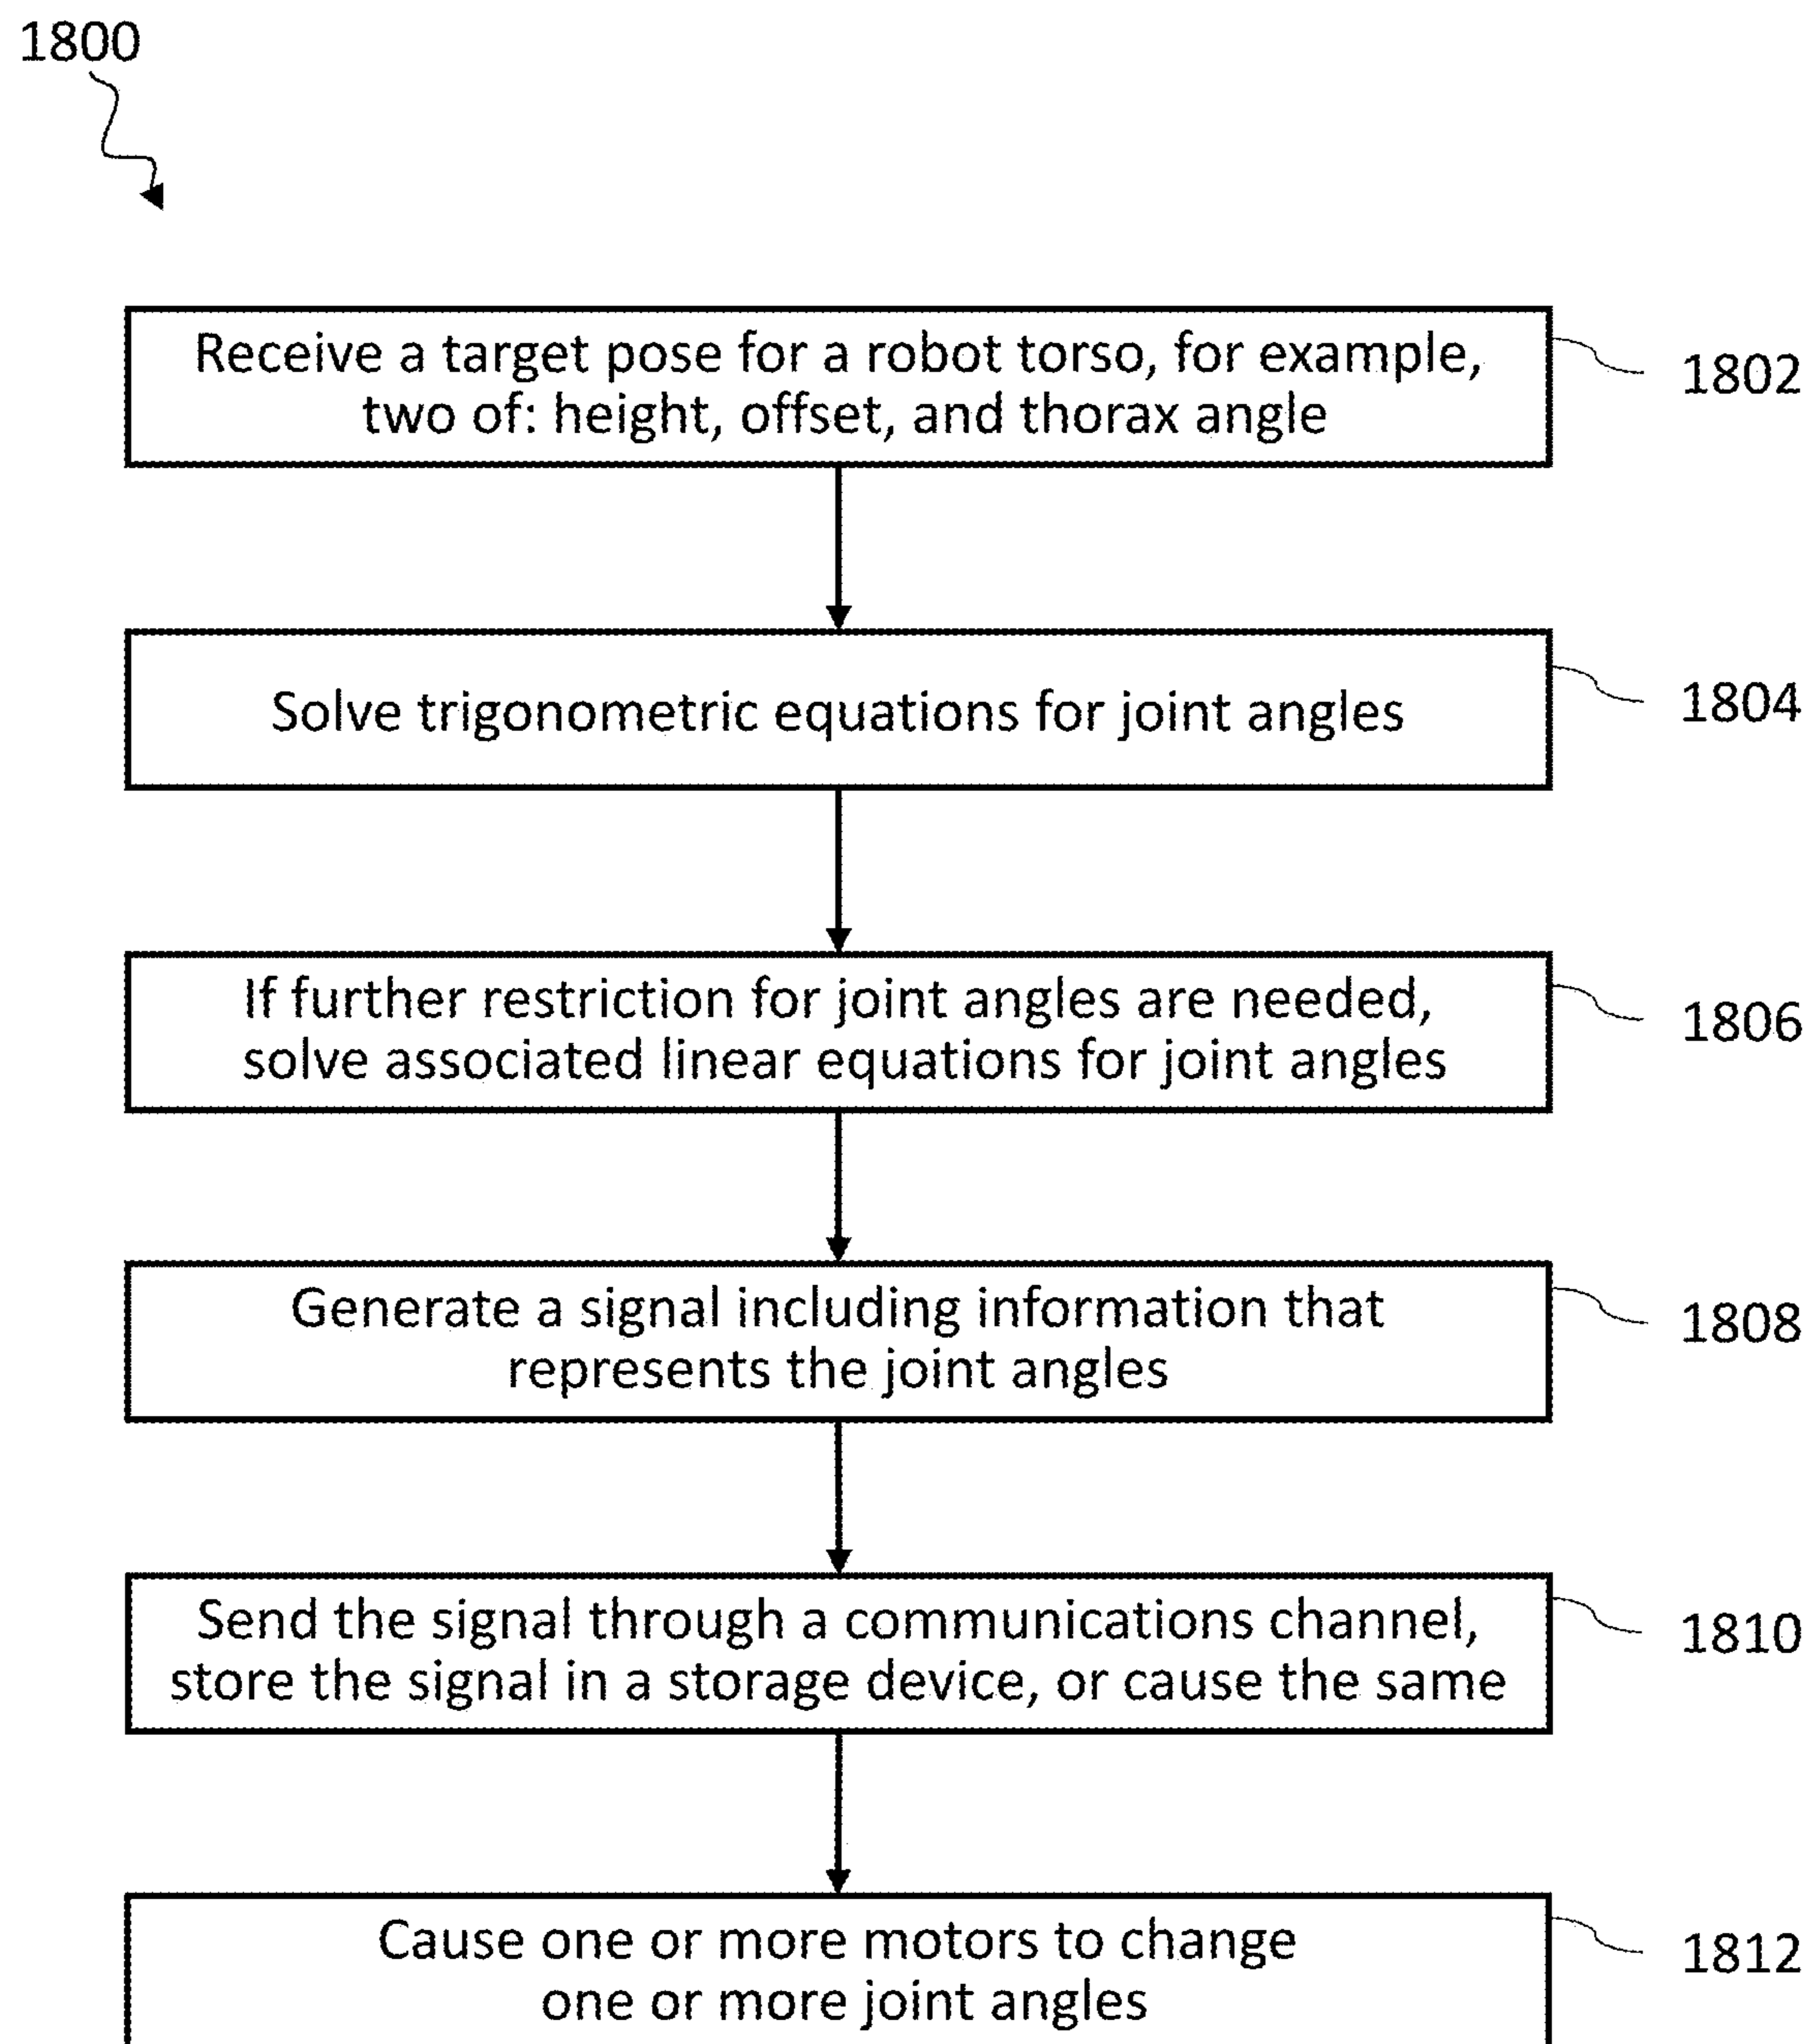 1800
Receive a target pose for a robot torso, for example,
two of: height, offset, and thorax angle
1802
Solve trigonometric equations for joint angles
1804
If further restriction for joint angles are needed,
solve associated linear equations for joint angles
1806
Generate a signal including information that
represents the joint angles
1808
Send the signal through a communications channel,
store the signal in a storage device, or cause the same
1810
Cause one or more motors to change
one or more joint angles
1812